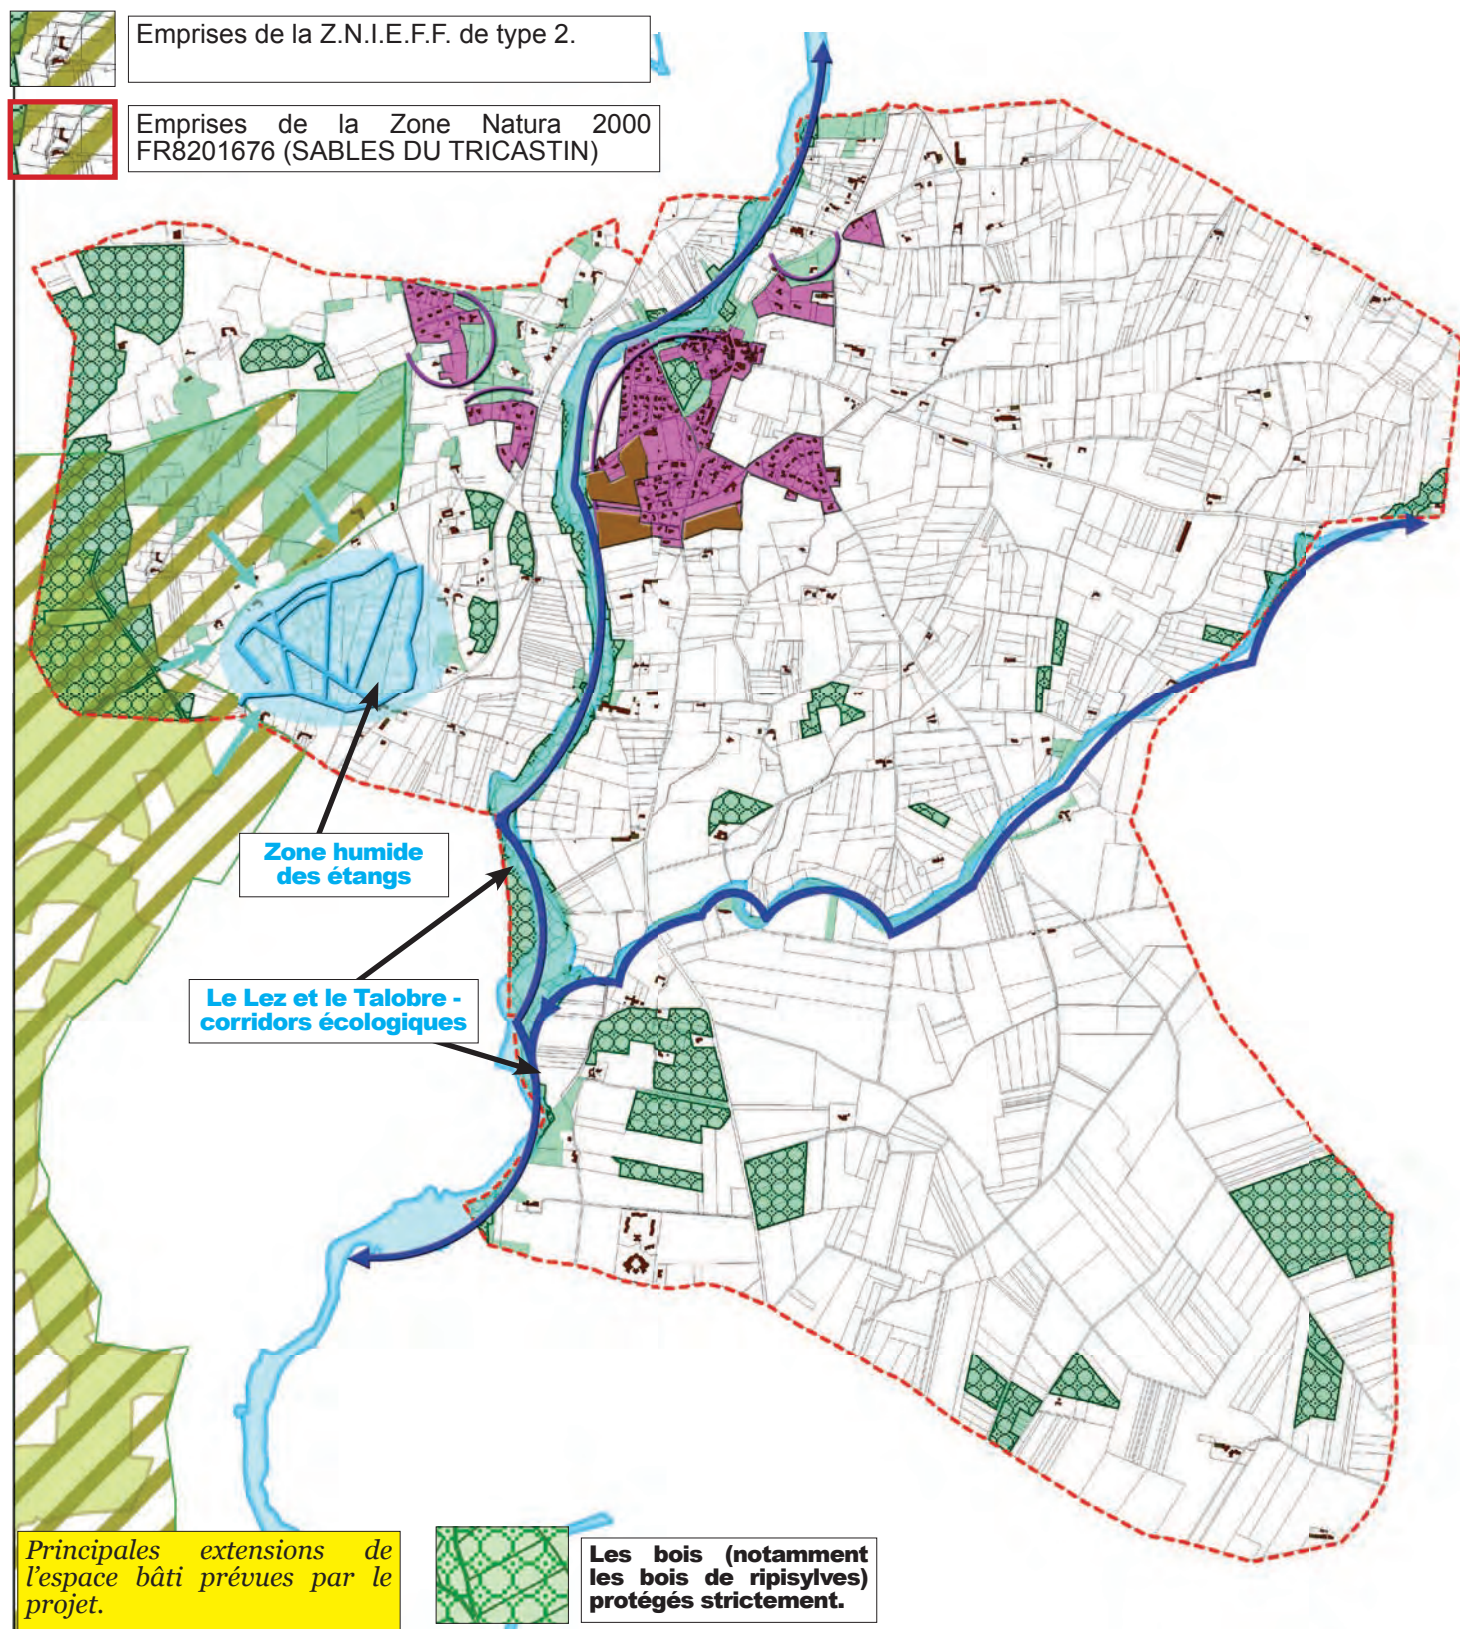 Emprises de la Z.N.I.E.F.F. de type 2.
Emprises de la Zone Natura 2000
FR8201676 (SABLES DU TRICASTIN)
Zone humide
des étangs
Le Lez et le Talobre -
corridors écologiques
Principales extensions de
l'espace bâti prévues par le
projet.
Les bois (notamment
les bois de ripisylves)
protégés strictement.